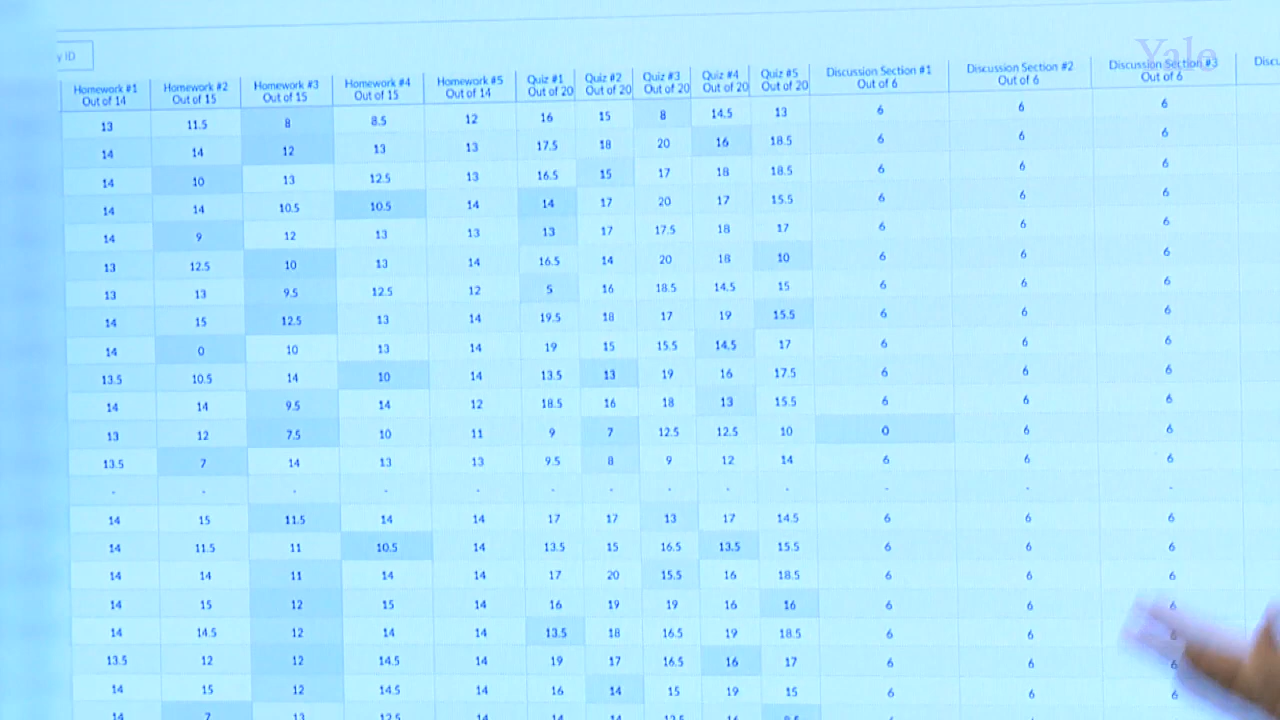 Yale
y ID
Homework #1 Out of 14 Homework #2 Out of 15 Homework #3 Out of 15 Homework #4 Out of 15 Homework #5 Out of 14 Quiz #1 Out of 20 Quiz #2 Out of 20 Quiz #3 Out of 20 Quiz #4 Out of 20 Quiz #5 Out of 20 Discussion Section #1 Out of 6 Discussion Section #2 Out of 6 Discussion Section #3 Out of 6 Discu
13 11.5 8 8.5 12 16 15 8 14.5 13 6 6 6
14 14 12 13 13 17.5 18 20 16 18.5 6 6 6
14 10 13 12.5 13 16.5 15 17 18 18.5 6 6 6
14 14 10.5 10.5 14 14 17 20 17 15.5 6 6 6
14 9 12 13 13 13 17 17.5 18 17 6 6 6
13 12.5 10 13 14 16.5 14 20 18 10 6 6 6
13 13 9.5 12.5 12 5 16 18.5 14.5 15 6 6 6
14 15 12.5 13 14 19.5 18 17 19 15.5 6 6 6
14 0 10 13 14 19 15 15.5 14.5 17 6 6 6
13.5 10.5 14 10 14 13.5 13 19 16 17.5 6 6 6
14 14 9.5 14 12 18.5 16 18 13 15.5 6 6 6
13 12 7.5 10 11 9 7 12.5 12.5 10 0 6 6
13.5 7 14 13 13 9.5 8 9 12 14 6 6 6
- - - - - - - - - - - - -
14 15 11.5 14 14 17 17 13 17 14.5 6 6 6
14 11.5 11 10.5 14 13.5 15 16.5 13.5 15.5 6 6 6
14 14 11 14 14 17 20 15.5 16 18.5 6 6 6
14 15 12 15 14 16 19 19 16 16 6 6 6
14 14.5 12 14 14 13.5 18 16.5 19 18.5 6 6 6
13.5 12 12 14.5 14 19 17 16.5 16 17 6 6 6
14 15 12 14.5 14 16 14 15 19 15 6 6 6
14 7 13 12.5 14 14 14